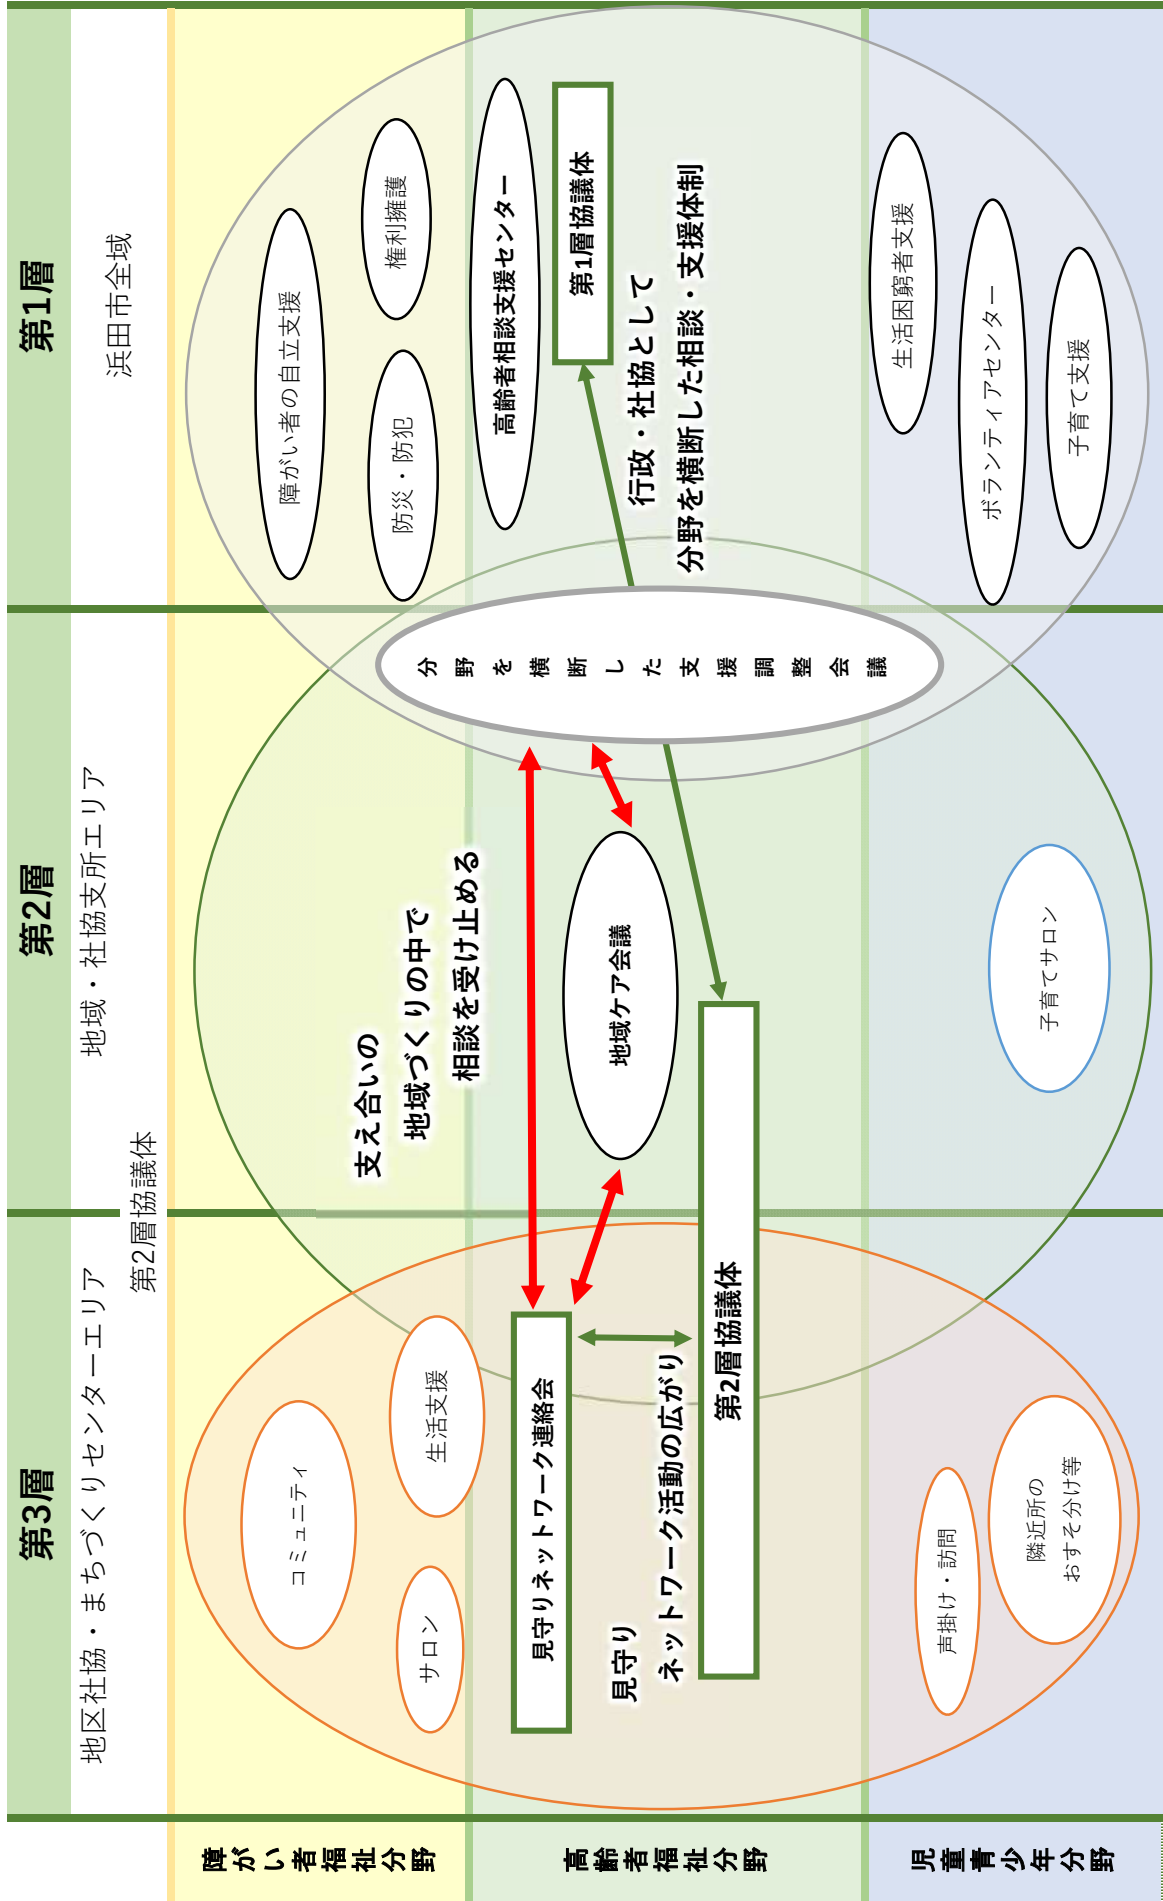 第3層
第2層
第1層
地区社協・まちづくりセンターエリア
地域・社協支所エリア
浜田市全域
第2層協議体
障がい者福祉分野
高齢者福祉分野
児童青少年分野
コミュニティ
サロン
生活支援
見守りネットワーク連絡会
見守り
ネットワーク活動の広がり
第2層協議体
声掛け・訪問
隣近所の
おすそ分け等
支え合いの
地域づくりの中で
相談を受け止める
地域ケア会議
子育てサロン
分野を横断した支援調整会議
障がい者の自立支援
権利擁護
防災・防犯
高齢者相談支援センター
第1層協議体
行政・社協として
分野を横断した相談・支援体制
生活困窮者支援
ボランティアセンター
子育て支援